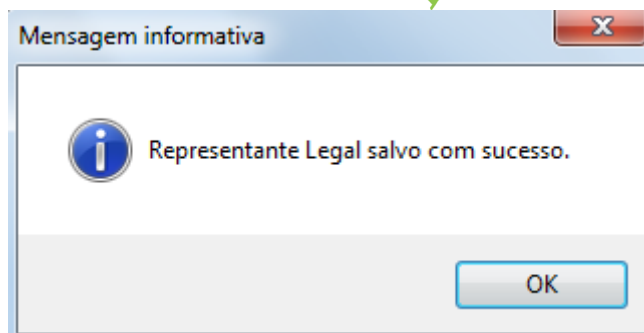 Mensagem informativa
Representante Legal salvo com sucesso.
OK